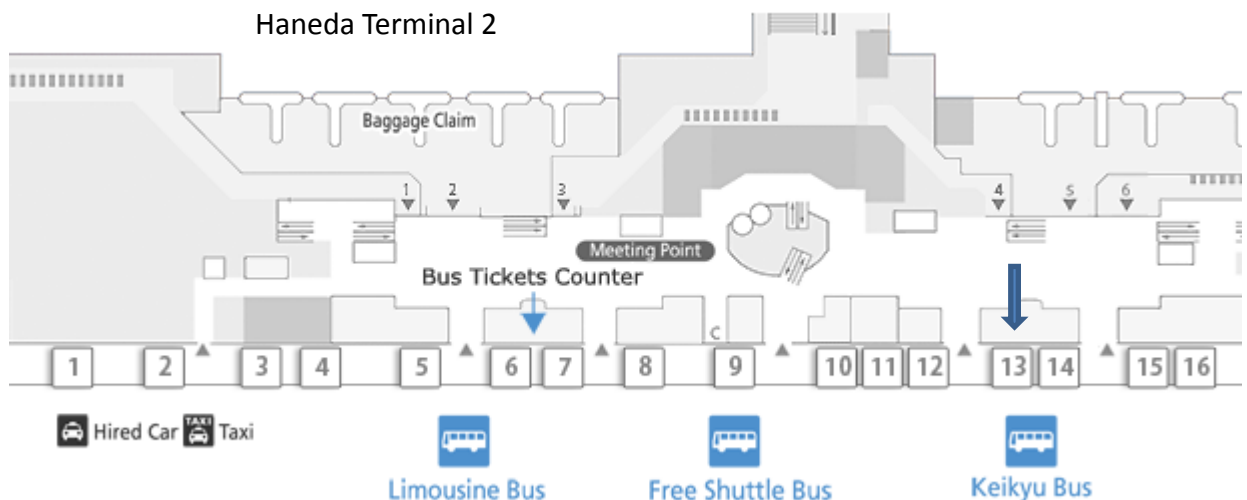 Haneda Terminal 2
Baggage Claim
1 2 3 4 5 6
Meeting Point
Bus Tickets Counter
C
1 2 3 4 5 6 7 8 9 10 11 12 13 14 15 16
Hired Car TAXI Taxi
Limousine Bus Free Shuttle Bus Keikyu Bus